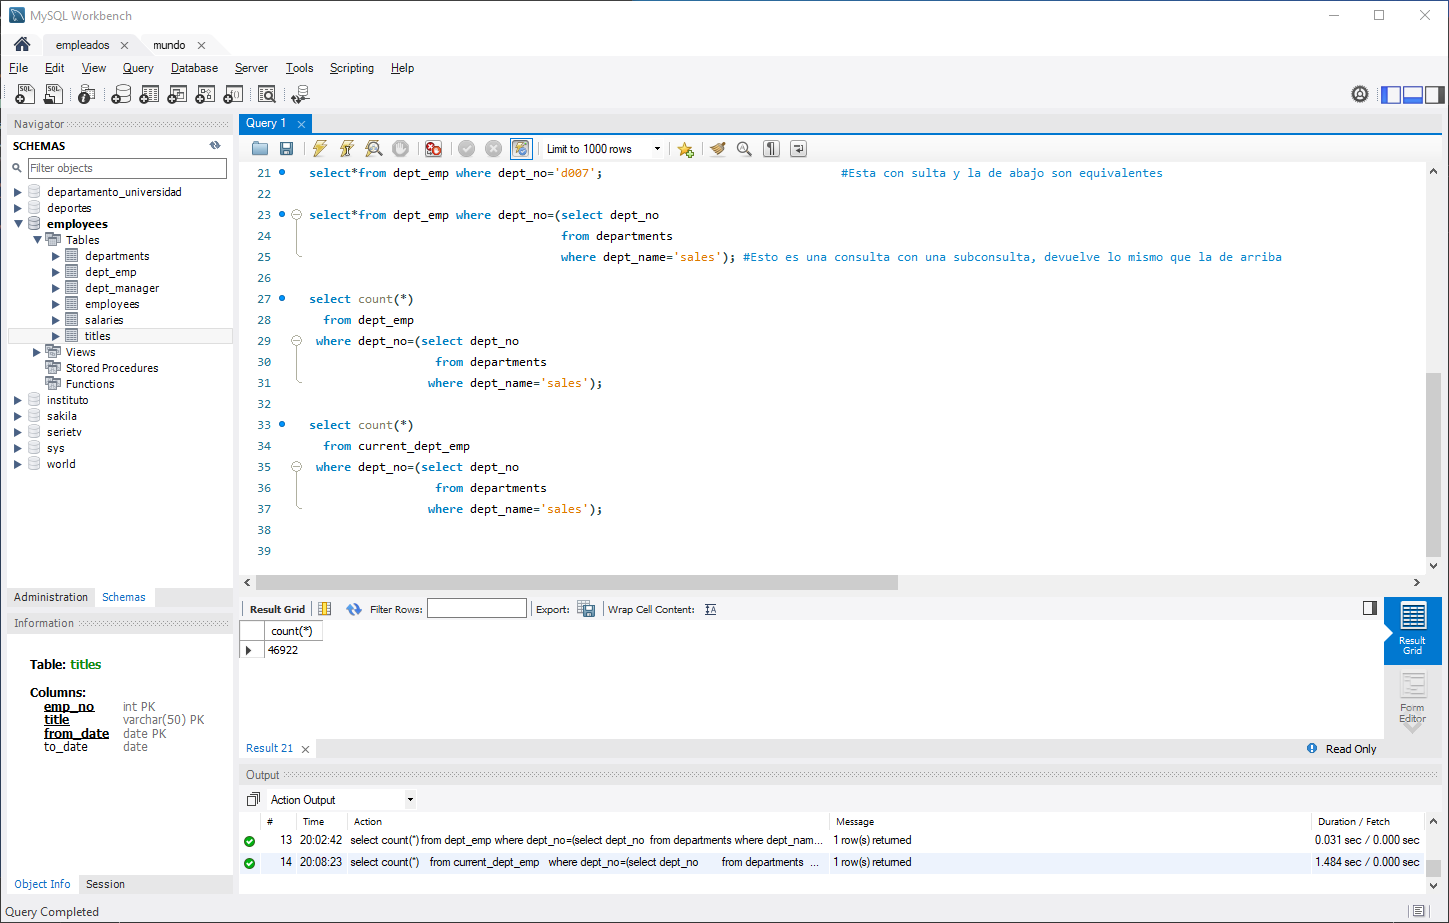 MySQL Workbench
empleados
mundo
File Edit View Query Database Server Tools Scripting Help
Navigator
SCHEMAS
Filter objects
departamento_universidad
deportes
employees
Tables
departments
dept_emp
dept_manager
employees
salaries
titles
Views
Stored Procedures
Functions
instituto
sakila
serietv
sys
world
Administration Schemas
Information
Table: titles
Columns:
emp_no int PK
title varchar(50) PK
from_date date PK
to_date date
Object Info Session
Query 1
Limit to 1000 rows
21 select*from dept_emp where dept_no='d007'; #Esta con sulta y la de abajo son equivalentes
22
23 select*from dept_emp where dept_no=(select dept_no
24 from departments
25 where dept_name='sales'); #Esto es una consulta con una subconsulta, devuelve lo mismo que la de arriba
26
27 select count(*)
28 from dept_emp
29 where dept_no=(select dept_no
30 from departments
31 where dept_name='sales');
32
33 select count(*)
34 from current_dept_emp
35 where dept_no=(select dept_no
36 from departments
37 where dept_name='sales');
38
39
Result Grid Filter Rows: Export: Wrap Cell Content:
count(*)
46922
Result Grid
Form Editor
Result 21
Read Only
Output
Action Output
# Time Action Message Duration / Fetch
13 20:02:42 select count(*) from dept_emp where dept_no=(select dept_no from departments where dept_nam... 1 row(s) returned 0.031 sec / 0.000 sec
14 20:08:23 select count(*) from current_dept_emp where dept_no=(select dept_no from departments ... 1 row(s) returned 1.484 sec / 0.000 sec
Query Completed